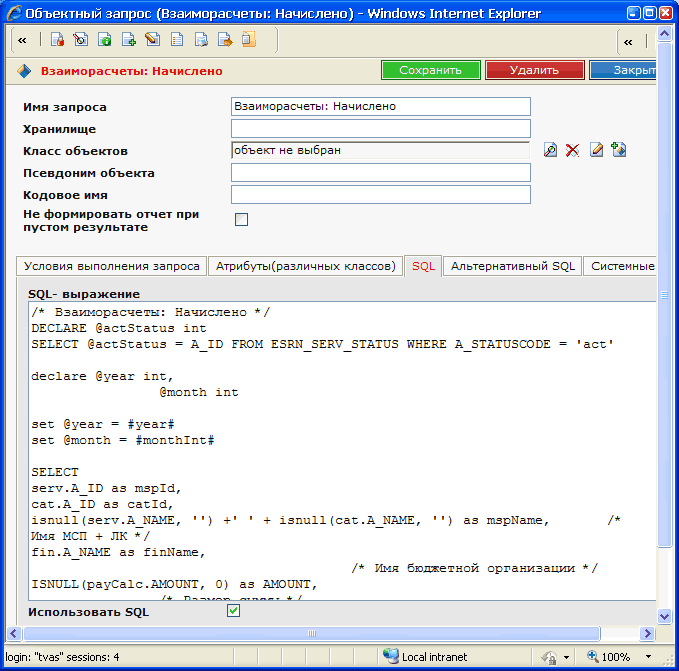 Объектный запрос (Взаиморасчеты: Начислено) - Windows Internet Explorer
«
«
Взаиморасчеты: Начислено
Сохранить
Удалить
Закрыт
Имя запроса
Взаиморасчеты: Начислено
Хранилище
Класс объектов
объект не выбран
Псевдоним объекта
Кодовое имя
Не формировать отчет при
пустом результате
Условия выполнения запроса
Атрибуты(различных классов)
SQL
Альтернативный SQL
Системные
SQL- выражение
/* Взаиморасчеты: Начислено */
DECLARE @actStatus int
SELECT @actStatus = A_ID FROM ESRN_SERV_STATUS WHERE A_STATUSCODE = 'act'
declare @year int,
@month int
set @year = #year#
set @month = #monthInt#
SELECT
serv.A_ID as mspId,
cat.A_ID as catId,
isnull(serv.A_NAME, '') +' ' + isnull(cat.A_NAME, '') as mspName, /*
Имя МСП + ЛК */
fin.A_NAME as finName,
/* Имя бюджетной организации */
ISNULL(payCalc.AMOUNT, 0) as AMOUNT,
Использовать SQL
login: "tvas" sessions: 4
Local intranet
100%